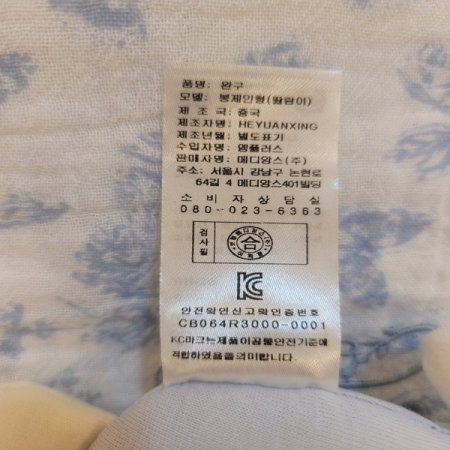 품명: 완구
모델: 봉제인형(딸랑이)
제 조 국: 중국
제조자명: HEYUANXING
제조년월: 별도표기
수입자명: 엠플러스
판매자명: 메디앙스(주)
주소: 서울시 강남구 논현로
64길 4 메디앙스401빌딩
소 비 자 상 담 실
080-023-6363
검
사
필
合
KC
안전확인신고확인증번호
CB064R3000-0001
KC마크는제품이공통안전기준에
적합하였음을의미합니다.